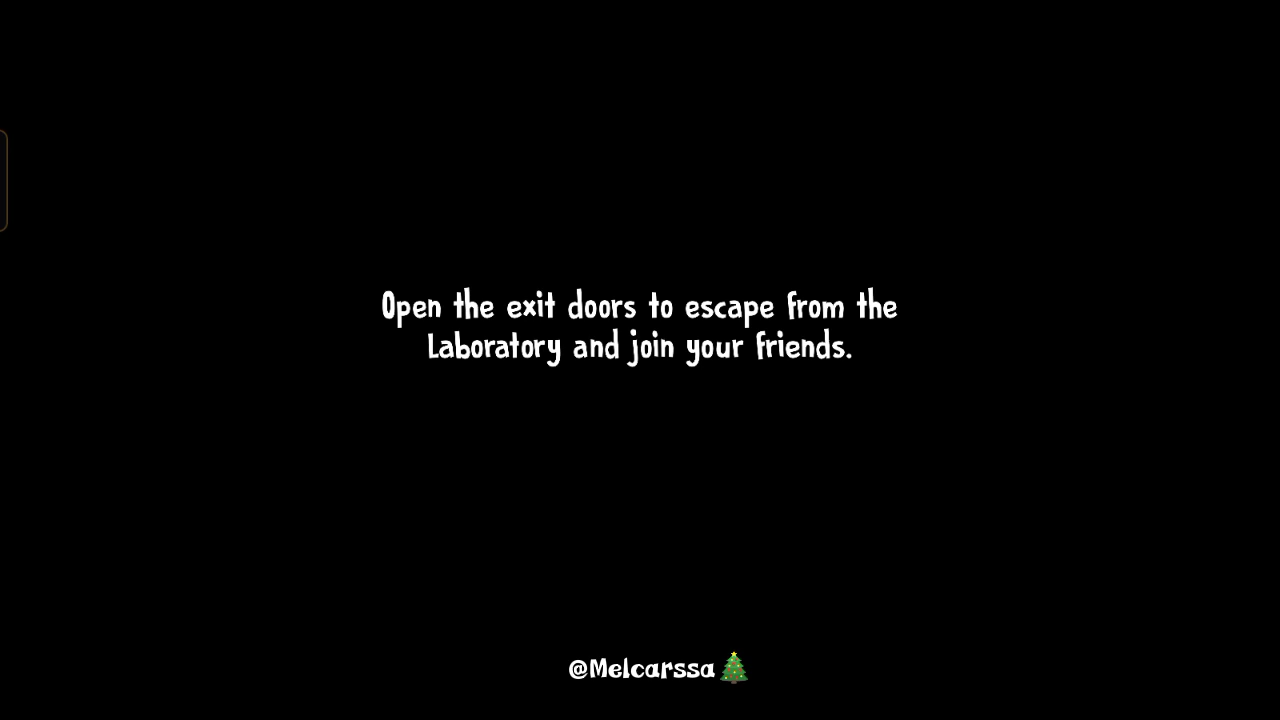 Open the exit doors to escape from the
Laboratory and join your friends.
@Melcarssa🎄